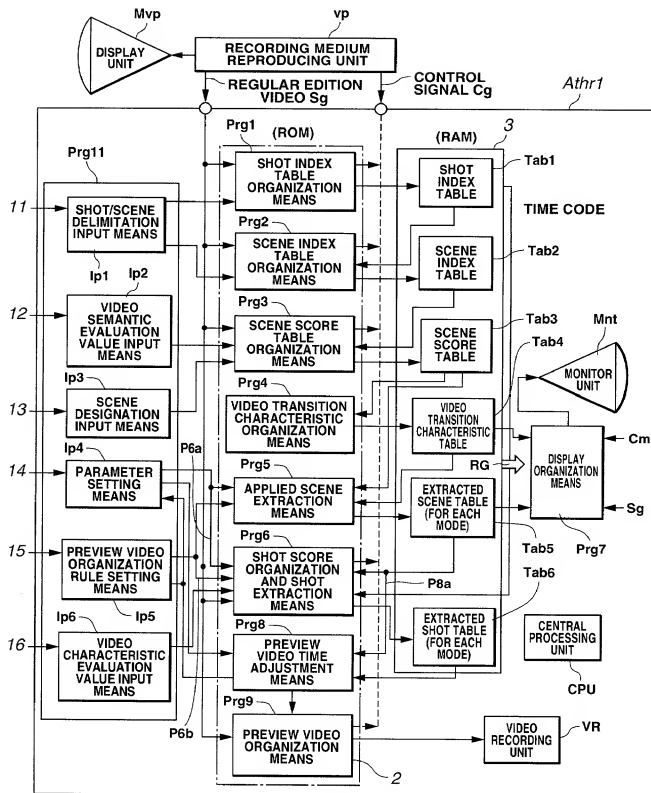 Mvp
vp
DISPLAY
UNIT
RECORDING MEDIUM
REPRODUCING UNIT
REGULAR EDITION
VIDEO Sg
CONTROL
SIGNAL Cg
Athr1
(ROM)
(RAM)
3
Prg11
Prg1
SHOT INDEX
TABLE
ORGANIZATION
MEANS
SHOT
INDEX
TABLE
Tab1
TIME CODE
11
SHOT/SCENE
DELIMITATION
INPUT MEANS
Ip1
Prg2
SCENE INDEX
TABLE
ORGANIZATION
MEANS
SCENE
INDEX
TABLE
Tab2
Ip2
12
VIDEO
SEMANTIC
EVALUATION
VALUE INPUT
MEANS
Prg3
SCENE SCORE
TABLE
ORGANIZATION
MEANS
SCENE
SCORE
TABLE
Tab3
Tab4
Mnt
MONITOR
UNIT
Ip3
13
SCENE
DESIGNATION
INPUT MEANS
Prg4
VIDEO TRANSITION
CHARACTERISTIC
ORGANIZATION
MEANS
VIDEO
TRANSITION
CHARACTERISTIC
TABLE
Cm
RG
DISPLAY
ORGANIZATION
MEANS
Sg
Prg7
Ip4
14
PARAMETER
SETTING
MEANS
P6a
Prg5
APPLIED SCENE
EXTRACTION
MEANS
EXTRACTED
SCENE TABLE
(FOR EACH
MODE)
Tab5
15
PREVIEW VIDEO
ORGANIZATION
RULE SETTING
MEANS
Ip5
Prg6
SHOT SCORE
ORGANIZATION
AND SHOT
EXTRACTION
MEANS
P8a
Tab6
Ip6
16
VIDEO
CHARACTERISTIC
EVALUATION
VALUE INPUT
MEANS
Prg8
PREVIEW
VIDEO TIME
ADJUSTMENT
MEANS
EXTRACTED
SHOT TABLE
(FOR EACH
MODE)
CENTRAL
PROCESSING
UNIT
CPU
P6b
Prg9
PREVIEW VIDEO
ORGANIZATION
MEANS
2
VIDEO
RECORDING
UNIT
VR